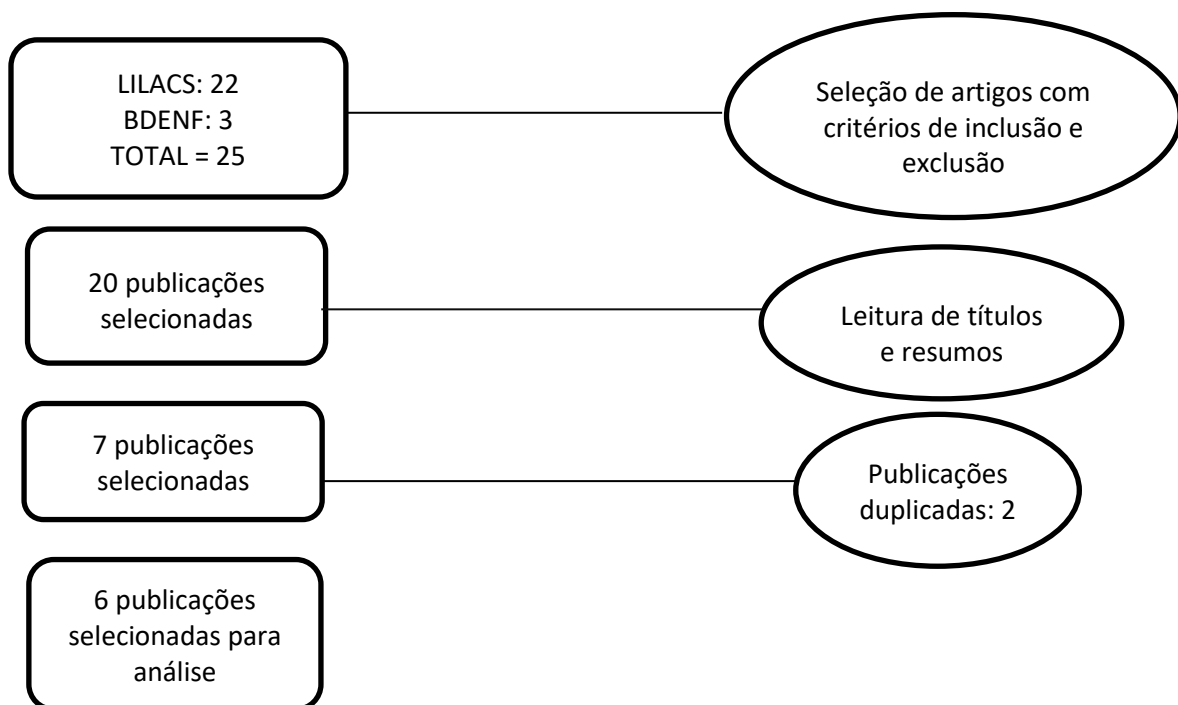 LILACS: 22
BDENF: 3
TOTAL = 25
Seleção de artigos com
critérios de inclusão e
exclusão
20 publicações
selecionadas
Leitura de títulos
e resumos
7 publicações
selecionadas
Publicações
duplicadas: 2
6 publicações
selecionadas para
análise